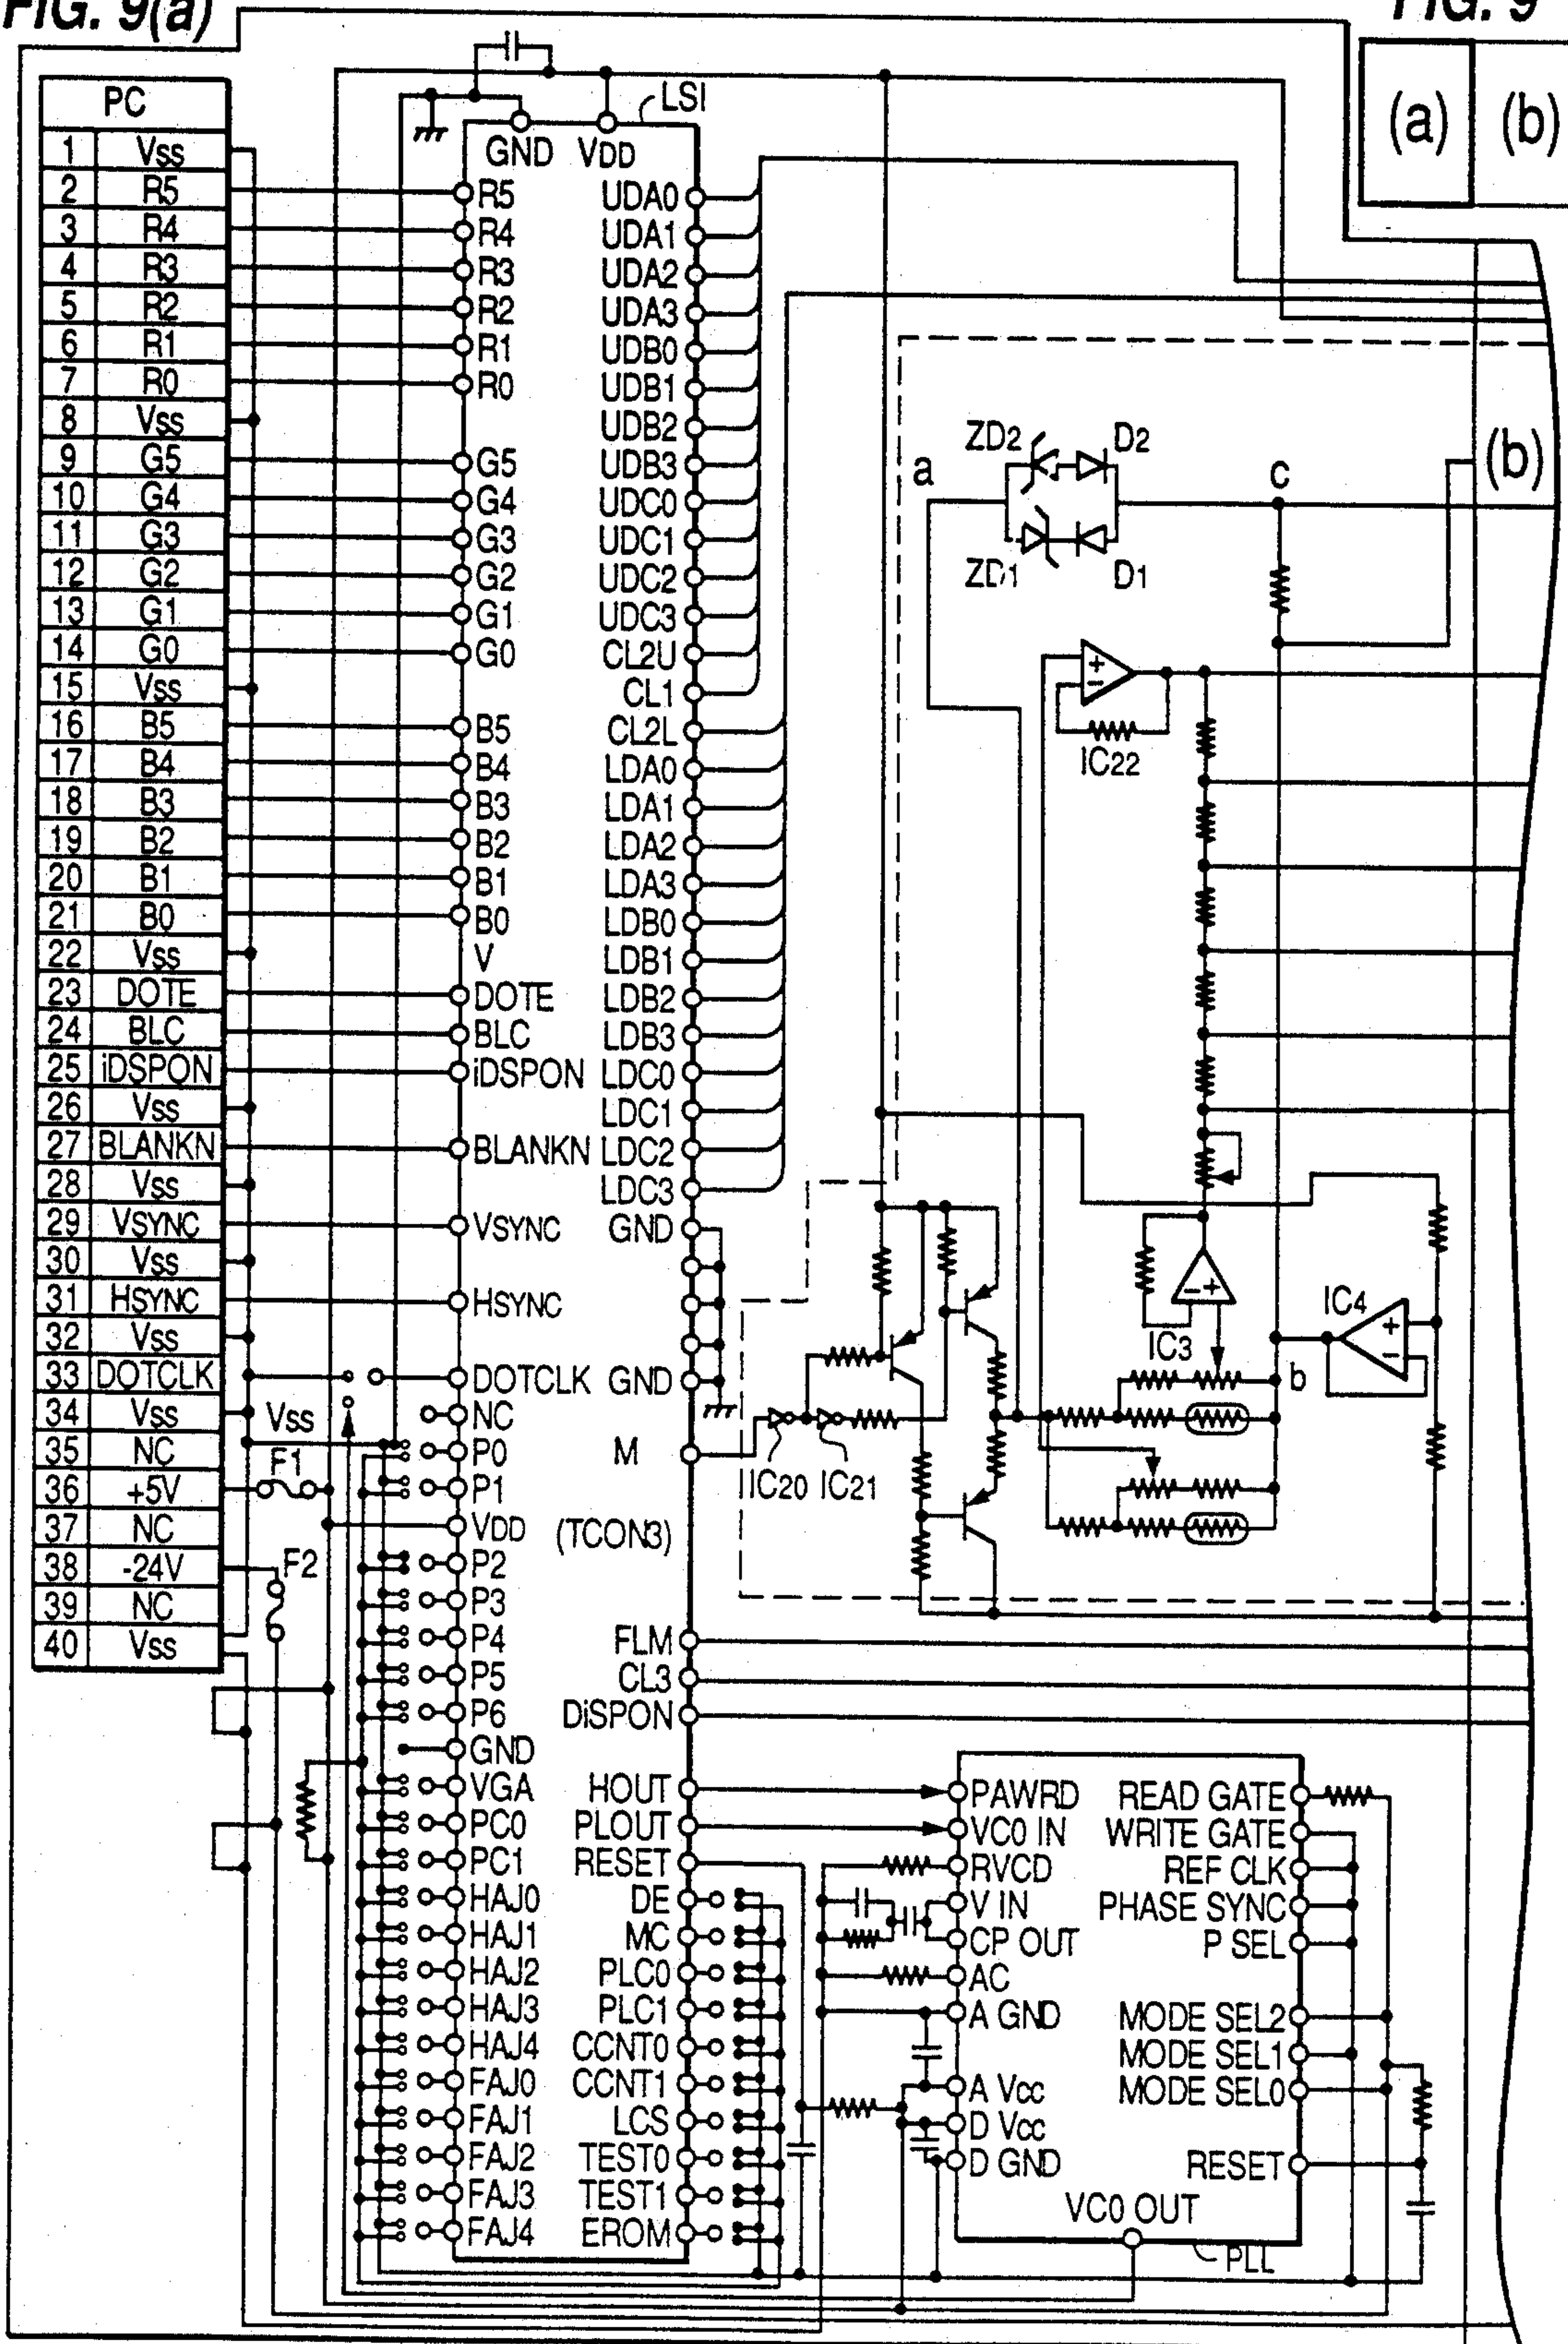 FIG. 9(a)
FIG. 9
(a) (b)
PC
1 Vss
2 R5
3 R4
4 R3
5 R2
6 R1
7 R0
8 Vss
9 G5
10 G4
11 G3
12 G2
13 G1
14 G0
15 Vss
16 B5
17 B4
18 B3
19 B2
20 B1
21 B0
22 Vss
23 DOTE
24 BLC
25 iDSPON
26 Vss
27 BLANKN
28 Vss
29 VSYNC
30 Vss
31 HSYNC
32 Vss
33 DOTCLK
34 Vss
35 NC
36 +5V
37 NC
38 -24V
39 NC
40 Vss
Vss
F1
F2
LSI
GND VDD
R5 UDA0
R4 UDA1
R3 UDA2
R2 UDA3
R1 UDB0
R0 UDB1
UDB2
G5 UDB3
G4 UDC0
G3 UDC1
G2 UDC2
G1 UDC3
G0 CL2U
CL1
B5 CL2L
B4 LDA0
B3 LDA1
B2 LDA2
B1 LDA3
B0 LDB0
V LDB1
DOTE LDB2
BLC LDB3
iDSPON LDC0
LDC1
BLANKN LDC2
LDC3
VSYNC GND
HSYNC
DOTCLK GND
NC
P0 M
P1
VDD (TCON3)
P2
P3
P4 FLM
P5 CL3
P6 DiSPON
GND
VGA HOUT
PC0 PLOUT
PC1 RESET
HAJ0 DE
HAJ1 MC
HAJ2 PLC0
HAJ3 PLC1
HAJ4 CCNT0
FAJ0 CCNT1
FAJ1 LCS
FAJ2 TEST0
FAJ3 TEST1
FAJ4 EROM
ZD2 D2
a c (b)
ZD1 D1
IC22
IC3
IC4
b
IIC20 IC21
PAWRD READ GATE
VC0 IN WRITE GATE
RVCD REF CLK
V IN PHASE SYNC
CP OUT P SEL
AC
A GND MODE SEL2
MODE SEL1
A Vcc MODE SEL0
D Vcc
D GND RESET
VC0 OUT
PLL